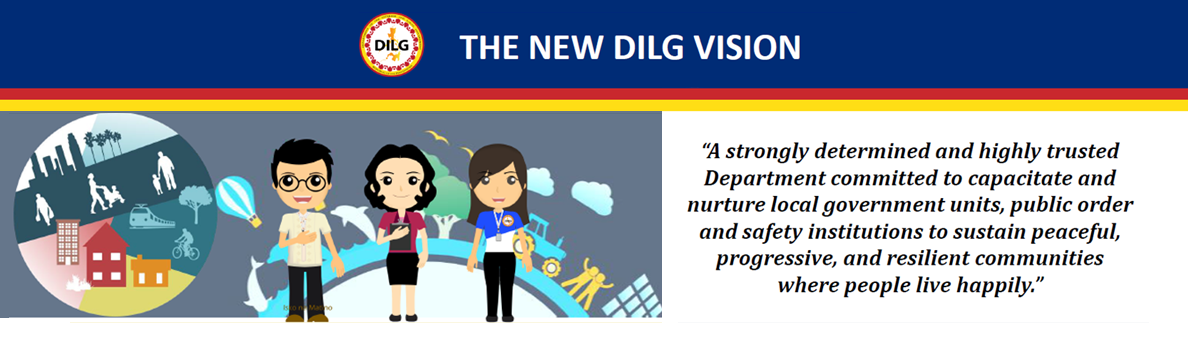 DILG
THE NEW DILG VISION
“A strongly determined and highly trusted
Department committed to capacitate and
nurture local government units, public order
and safety institutions to sustain peaceful,
progressive, and resilient communities
where people live happily.”